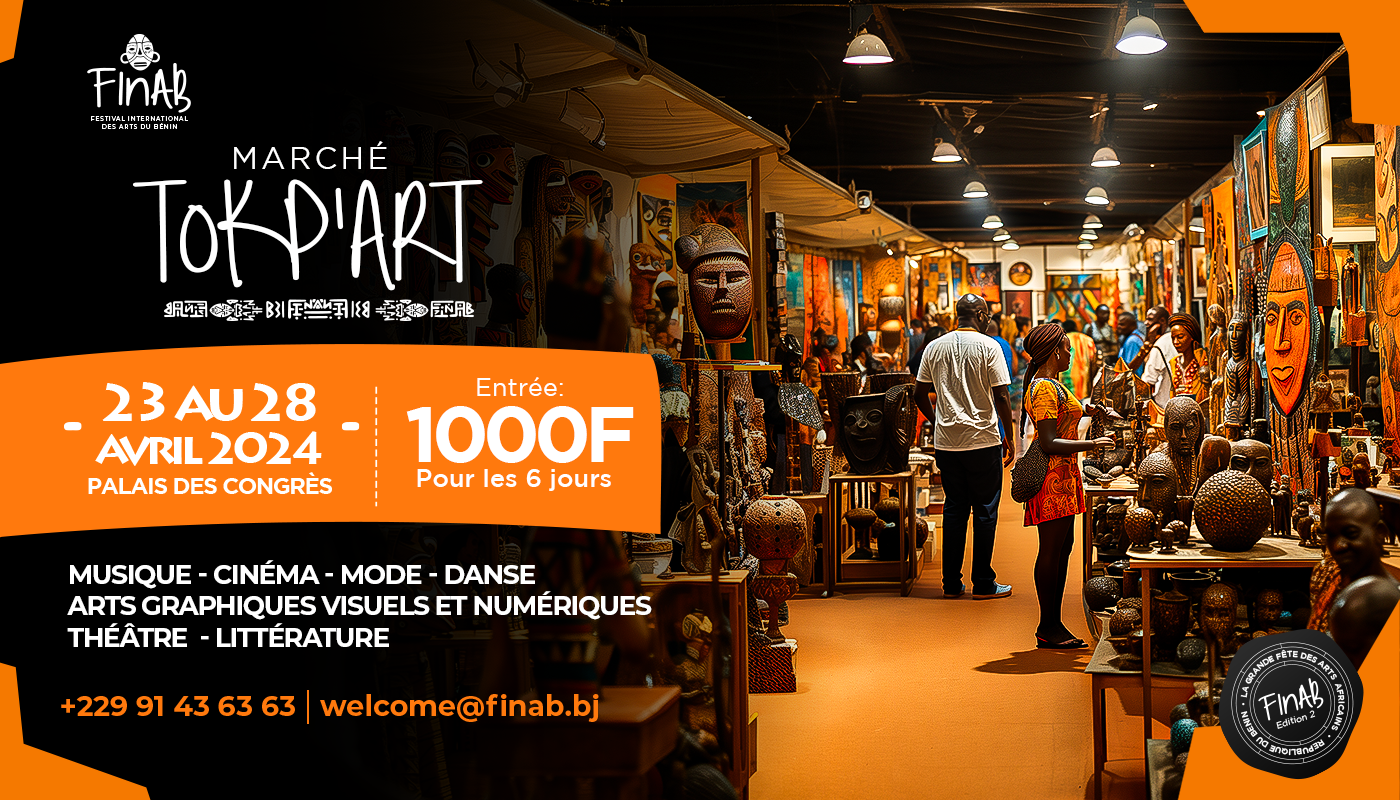 FInAB
FESTIVAL INTERNATIONAL
DES ARTS DU BÉNIN
MARCHÉ
TOKP'ART
- 23 AU 28 -
AVRIL 2024
PALAIS DES CONGRÈS
Entrée:
1000F
Pour les 6 jours
MUSIQUE - CINÉMA - MODE - DANSE
ARTS GRAPHIQUES VISUELS ET NUMÉRIQUES
THÉÂTRE - LITTÉRATURE
+229 91 43 63 63 | welcome@finab.bj
• LA GRANDE FÊTE DES ARTS AFRICAINS •
FInAB
Edition 2
REPUBLIQUE DU BENIN